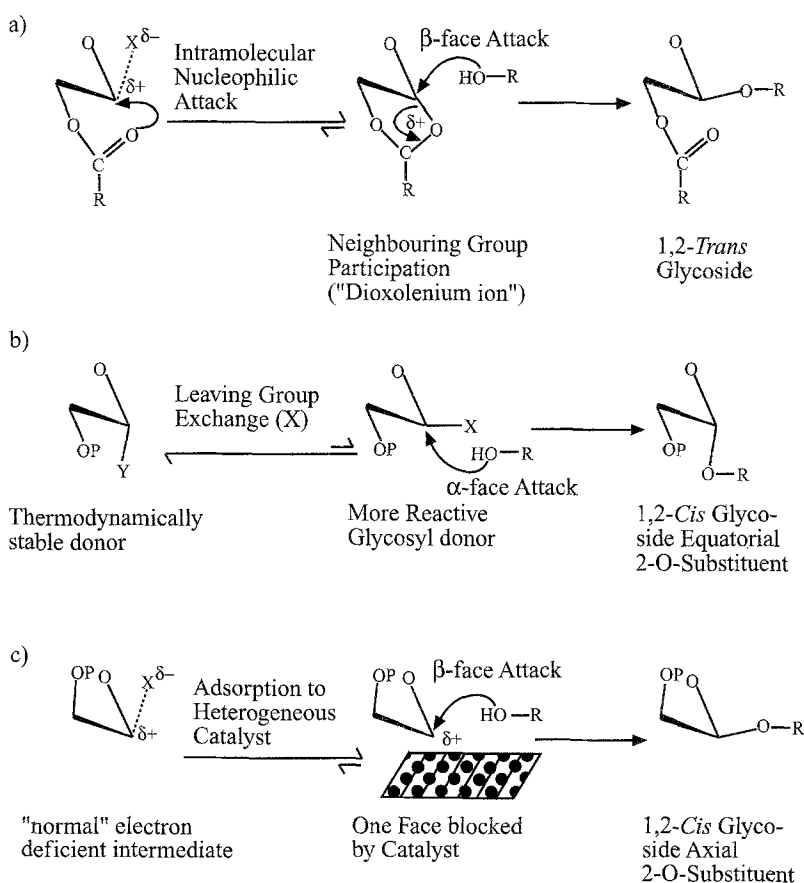 a)
O
X^δ−
δ+
O
O
C
R
Intramolecular
Nucleophilic
Attack
β-face Attack
HO−R
O
O
δ+
O
C
R
Neighbouring Group
Participation
("Dioxolenium ion")
O
O−R
O
O
C
R
1,2-Trans
Glycoside
b)
O
OP
Y
Thermodynamically
stable donor
Leaving Group
Exchange (X)
O
X
OP
HO−R
α-face Attack
More Reactive
Glycosyl donor
O
OP
O−R
1,2-Cis Glyco-
side Equatorial
2-O-Substituent
c)
OP
O
X^δ−
δ+
"normal" electron
deficient intermediate
Adsorption to
Heterogeneous
Catalyst
β-face Attack
OP
O
HO−R
δ+
One Face blocked
by Catalyst
OP
O
O−R
1,2-Cis Glyco-
side Axial
2-O-Substituent